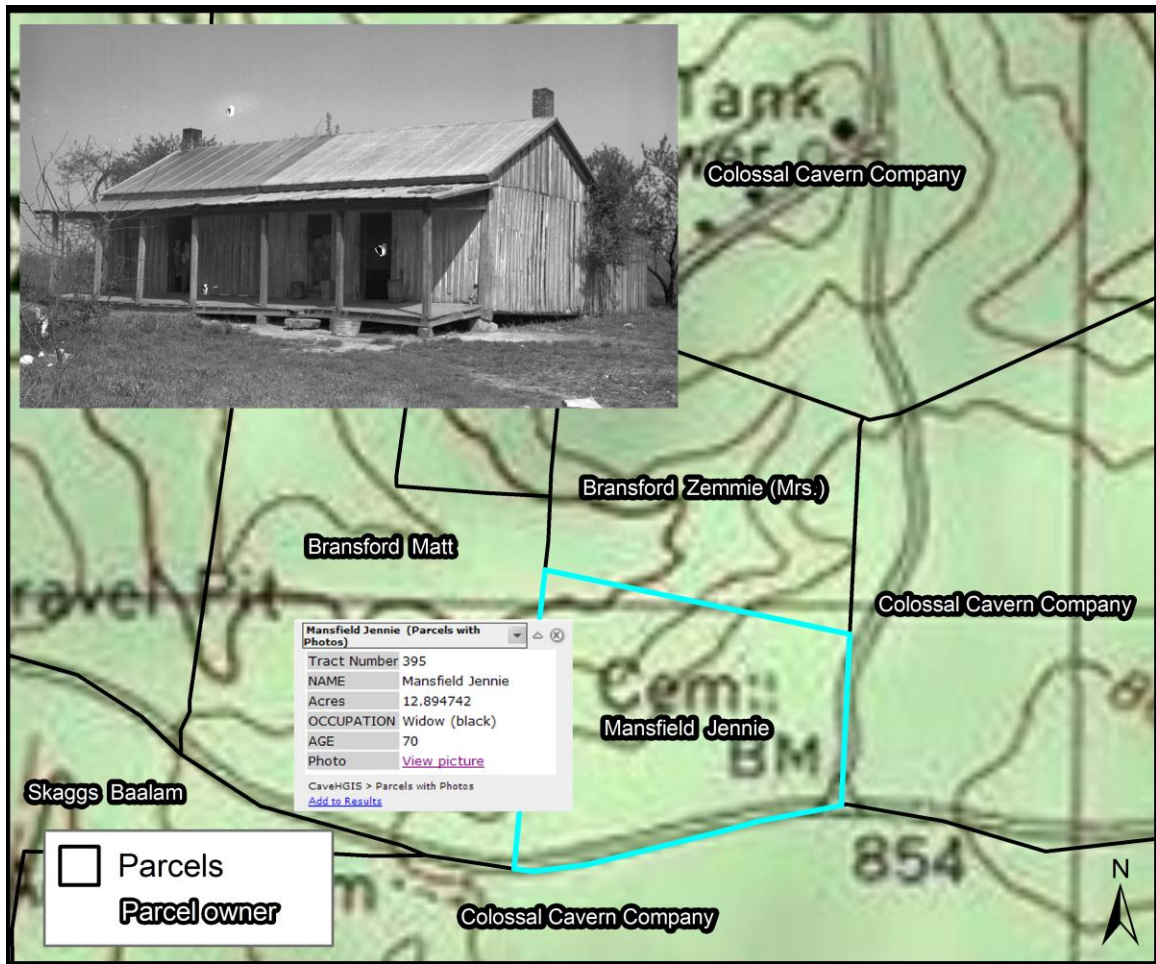 Tank
Colossal Cavern Company
Bransford Zemmie (Mrs.)
Bransford Matt
Colossal Cavern Company
Mansfield Jennie (Parcels with
Photos)
Tract Number 395
NAME Mansfield Jennie
Acres 12.894742
OCCUPATION Widow (black)
AGE 70
Photo View picture
CaveHGIS > Parcels with Photos
Add to Results
Cem
Mansfield Jennie
BM
Skaggs Baalam
854
Parcels
Parcel owner
Colossal Cavern Company
N